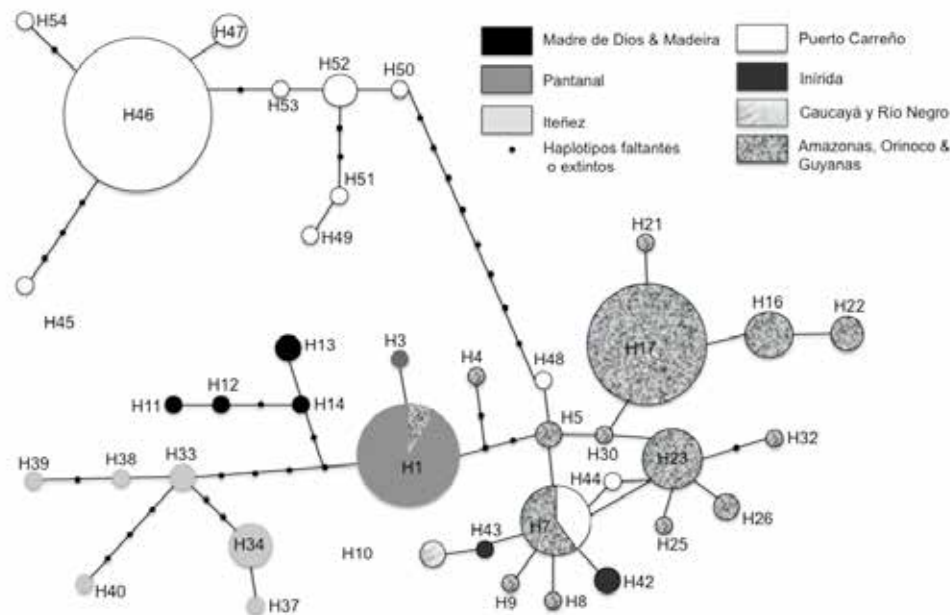 H54
H47
H46
H52
H50
H53
H51
H49
H45
Madre de Dios & Madeira
Pantanal
Iteñez
Haplotipos faltantes
o extintos
Puerto Carreño
Inírida
Caucayá y Río Negro
Amazonas, Orinoco &
Guyanas
H21
H16
H22
H17
H13
H3
H4
H48
H12
H11
H14
H5
H30
H32
H39
H38
H33
H1
H23
H44
H26
H25
H34
H10
H43
H7
H40
H37
H9
H8
H42